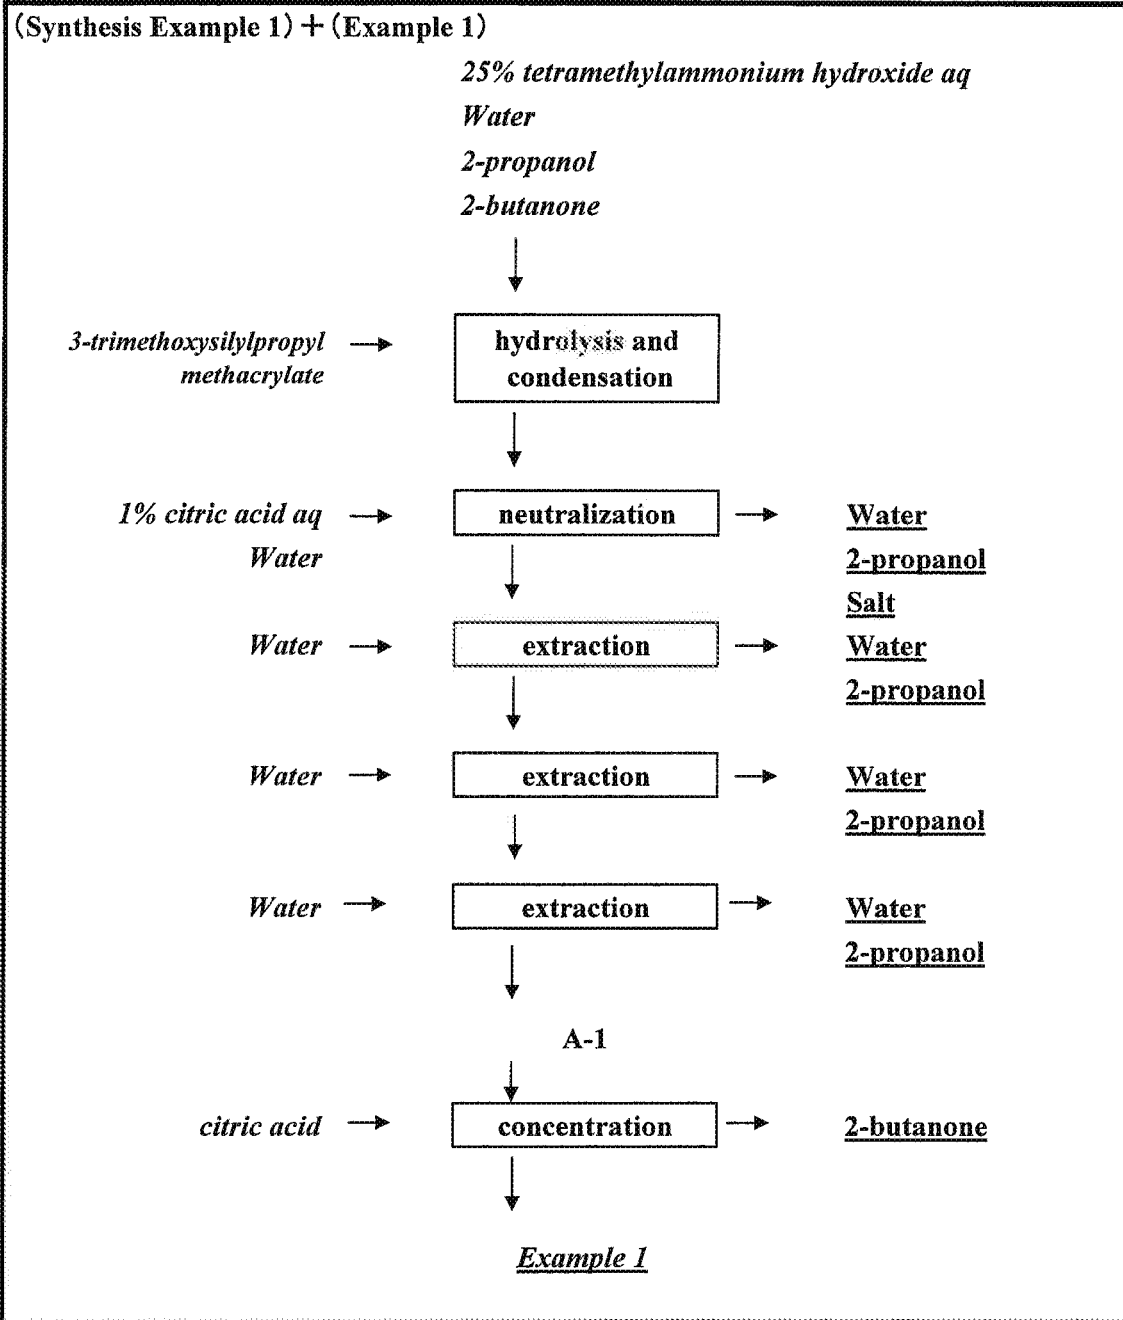 (Synthesis Example 1)＋(Example 1)
25% tetramethylammonium hydroxide aq
Water
2-propanol
2-butanone
3-trimethoxysilylpropyl
methacrylate
hydrolysis and
condensation
1% citric acid aq
Water
neutralization
Water
2-propanol
Salt
Water
extraction
Water
2-propanol
Water
extraction
Water
2-propanol
Water
extraction
Water
2-propanol
A-1
citric acid
concentration
2-butanone
Example 1